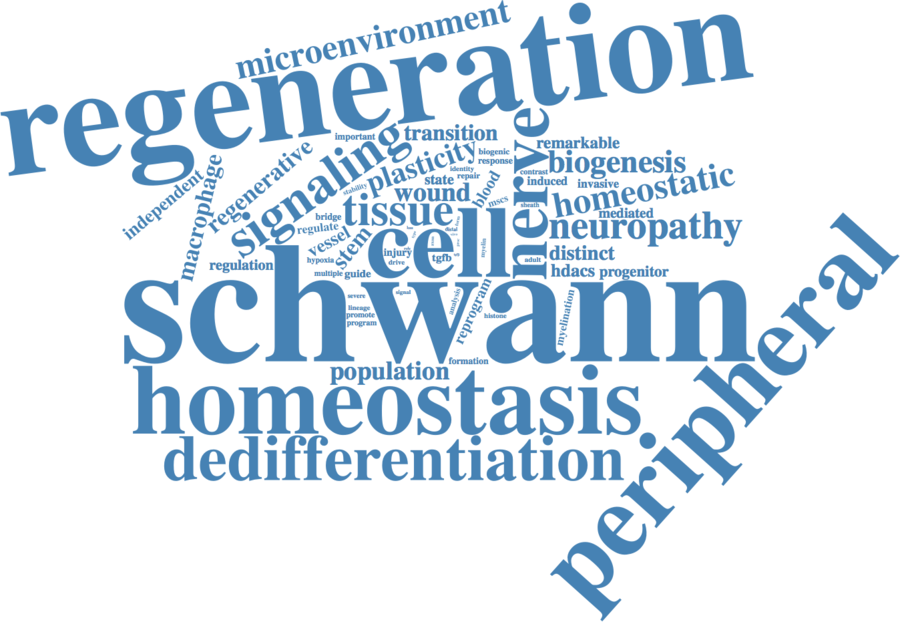 microenvironment
regeneration
important
transition
nerve
remarkable
independent
macrophage
regenerative
signaling
stability
plasticity
biogenic
response
identity
repair
contrast
biogenesis
state
wound
blood
mscs
induced
invasive
homeostatic
sheath
mediated
bridge
regulate
tissue
neuropathy
vessel
stem
cell
distal
myelin
injury
drive
tgfb
hypoxia
regulation
multiple
guide
adult
distinct
hdacs
progenitor
peripheral
schwann
severe
signal
lineage
promote
program
analysis
reprogram
histone
myelination
formation
population
homeostasis
dedifferentiation